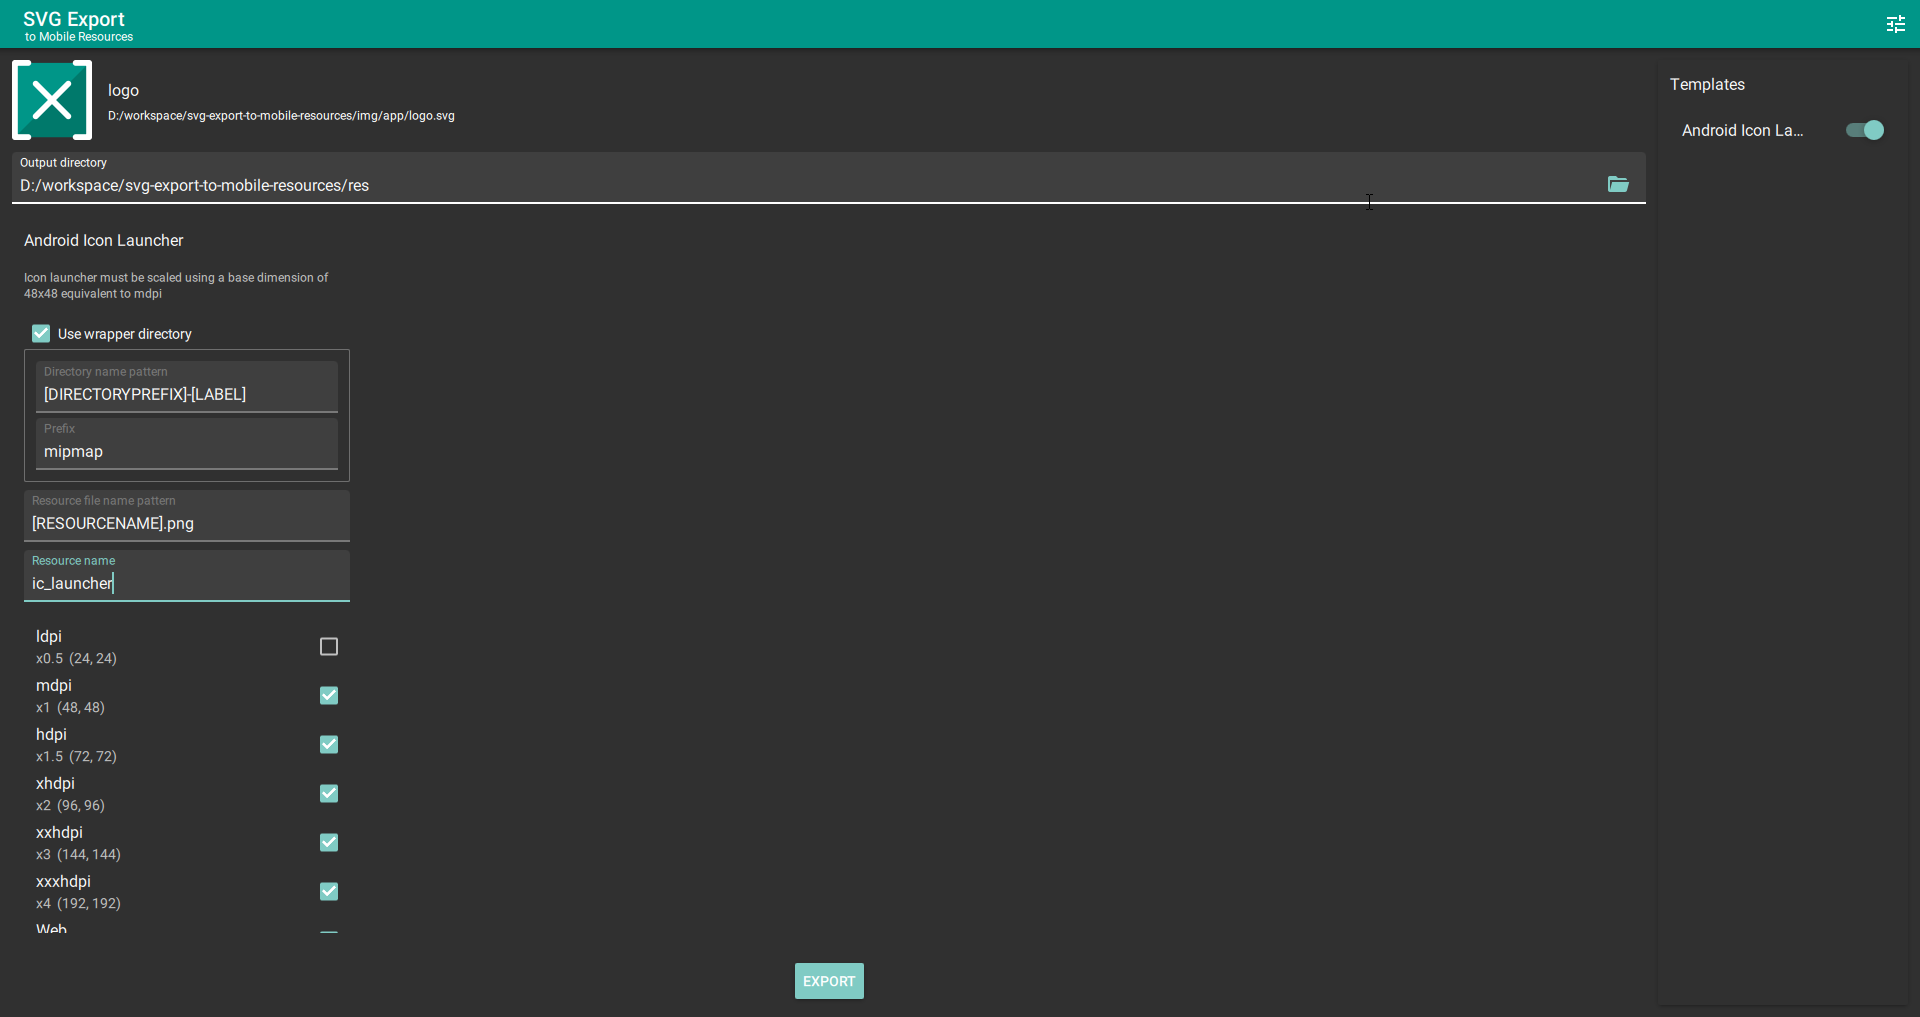 SVG Export
to Mobile Resources
logo
D:/workspace/svg-export-to-mobile-resources/img/app/logo.svg
Output directory
D:/workspace/svg-export-to-mobile-resources/res
Android Icon Launcher
Icon launcher must be scaled using a base dimension of
48x48 equivalent to mdpi
Use wrapper directory
Directory name pattern
[DIRECTORYPREFIX]-[LABEL]
Prefix
mipmap
Resource file name pattern
[RESOURCENAME].png
Resource name
ic_launcher
ldpi
x0.5 (24, 24)
mdpi
x1 (48, 48)
hdpi
x1.5 (72, 72)
xhdpi
x2 (96, 96)
xxhdpi
x3 (144, 144)
xxxhdpi
x4 (192, 192)
Web
EXPORT
Templates
Android Icon La...